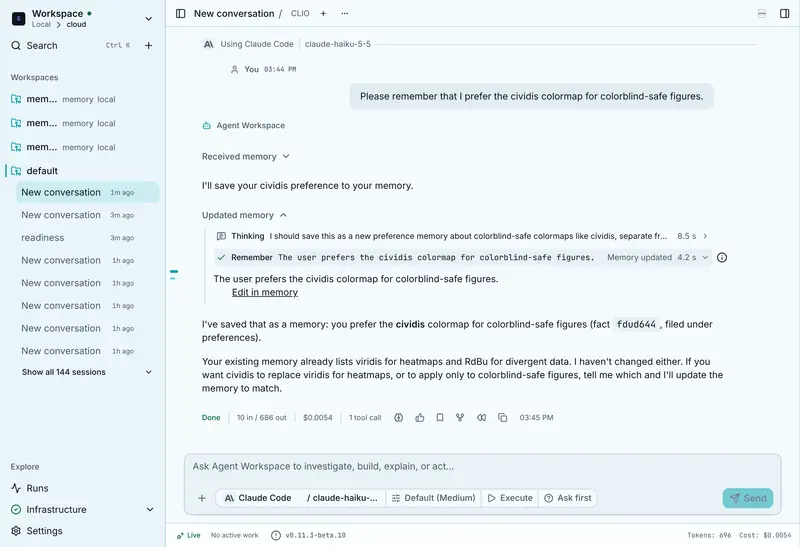 Workspace
Local > cloud
Search Ctrl K +
Workspaces
mem... memory local
mem... memory local
mem... memory local
default
New conversation 1m ago
New conversation 3m ago
readiness 3m ago
New conversation 1h ago
New conversation 1h ago
New conversation 1h ago
New conversation 1h ago
New conversation 1h ago
Show all 144 sessions
Explore
Runs
Infrastructure
Settings
New conversation / CLIO + ...
Using Claude Code claude-haiku-5-5
You 03:44 PM
Please remember that I prefer the cividis colormap for colorblind-safe figures.
Agent Workspace
Received memory
I'll save your cividis preference to your memory.
Updated memory
Thinking I should save this as a new preference memory about colorblind-safe colormaps like cividis, separate fr... 8.5 s
Remember The user prefers the cividis colormap for colorblind-safe figures. Memory updated 4.2 s
The user prefers the cividis colormap for colorblind-safe figures.
Edit in memory
I've saved that as a memory: you prefer the cividis colormap for colorblind-safe figures (fact fdud644, filed under
preferences).
Your existing memory already lists viridis for heatmaps and RdBu for divergent data. I haven't changed either. If you
want cividis to replace viridis for heatmaps, or to apply only to colorblind-safe figures, tell me which and I'll update the
memory to match.
Done 10 in / 686 out $0.0054 1 tool call 03:45 PM
Ask Agent Workspace to investigate, build, explain, or act...
+ Claude Code / claude-haiku-... Default (Medium) Execute Ask first Send
Live No active work v0.11.3-beta.10 Tokens: 696 Cost: $0.0054